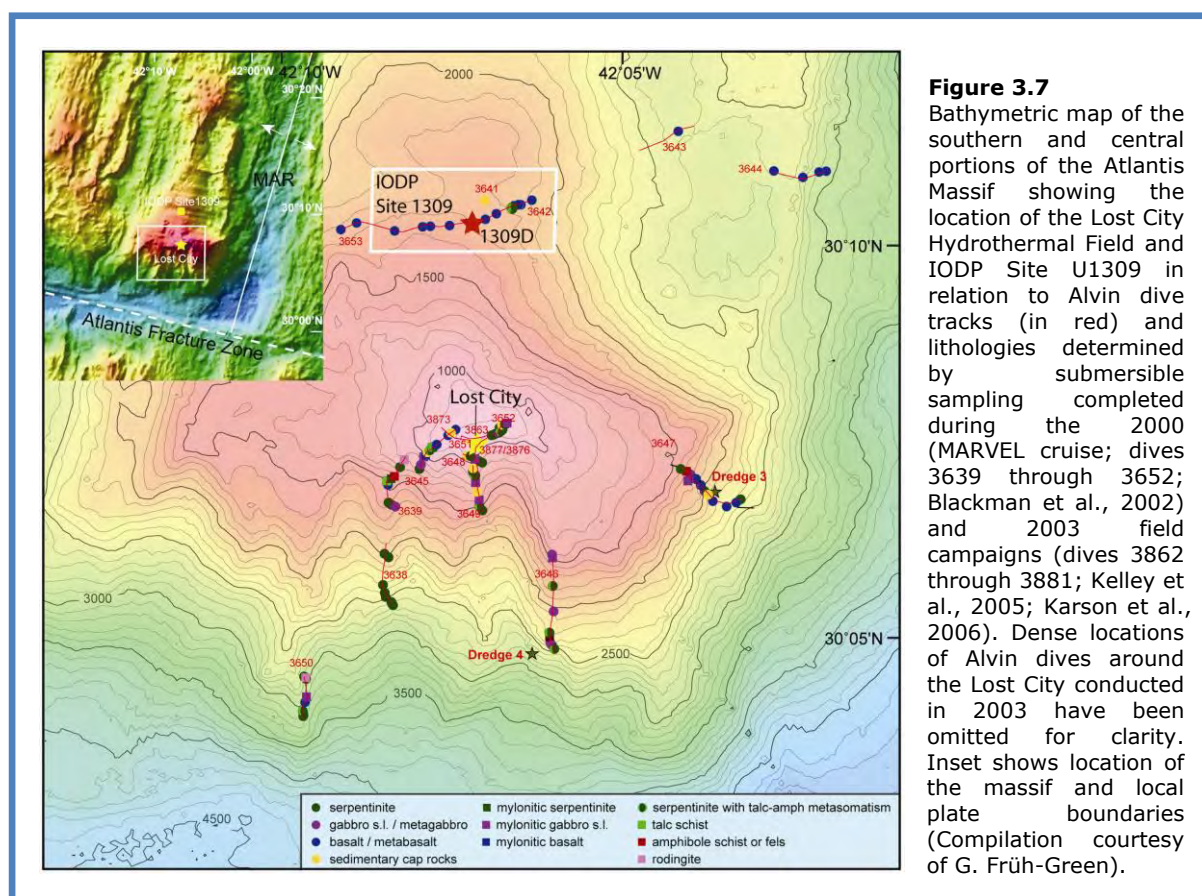 42°10' W
42°00' W
30°20'N
MAR
IODP Site1309
30°10'N
Lost City
30°00'N
Atlantis Fracture Zone
42°10'W
42°05'W
2000
3643
3644
IODP
Site 1309
3641
3642
3653
1309D
30°10'N
1500
1000
Lost City
3873
3652
3863
3651
3877/3876
3648
3647
Dredge 3
3645
3639
3649
3638
3646
3000
30°05'N
Dredge 4
2500
3650
3500
4500
serpentinite
gabbro s.l. / metagabbro
basalt / metabasalt
sedimentary cap rocks
mylonitic serpentinite
mylonitic gabbro s.l.
mylonitic basalt
serpentinite with talc-amph metasomatism
talc schist
amphibole schist or fels
rodingite
Figure 3.7
Bathymetric map of the
southern and central
portions of the Atlantis
Massif showing the
location of the Lost City
Hydrothermal Field and
IODP Site U1309 in
relation to Alvin dive
tracks (in red) and
lithologies determined
by submersible
sampling completed
during the 2000
(MARVEL cruise; dives
3639 through 3652;
Blackman et al., 2002)
and 2003 field
campaigns (dives 3862
through 3881; Kelley et
al., 2005; Karson et al.,
2006). Dense locations
of Alvin dives around
the Lost City conducted
in 2003 have been
omitted for clarity.
Inset shows location of
the massif and local
plate boundaries
(Compilation courtesy
of G. Früh-Green).